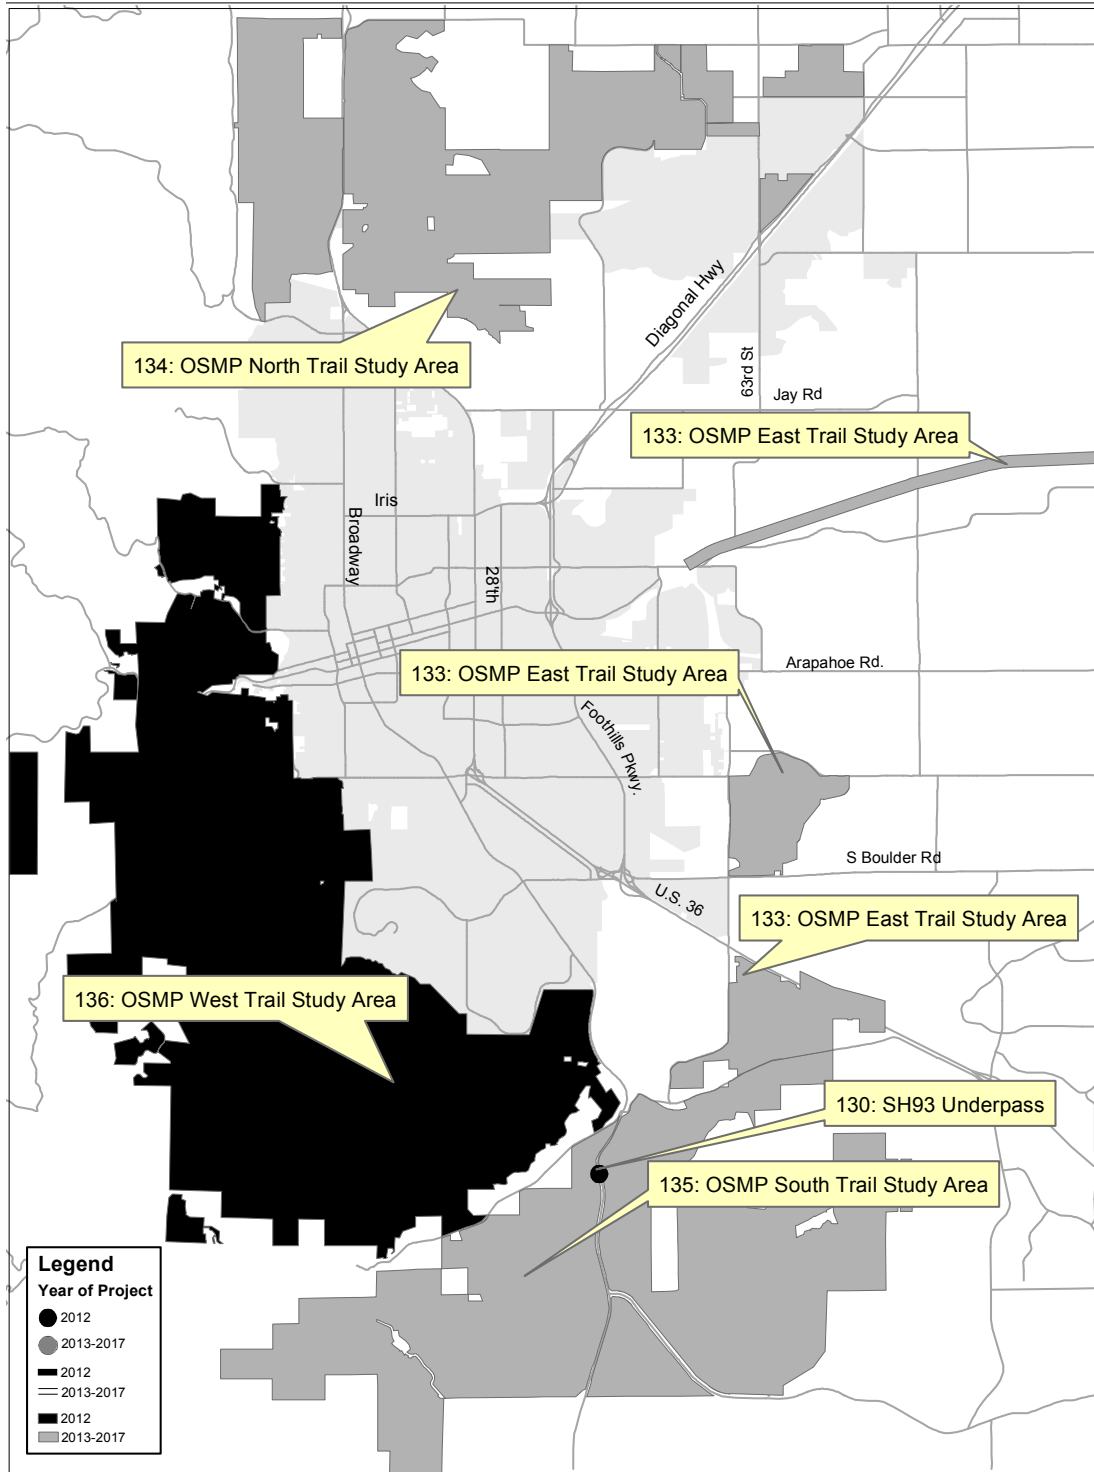 Diagonal Hwy
134: OSMP North Trail Study Area
63rd St
Jay Rd
133: OSMP East Trail Study Area
Iris
Broadway
28'th
Arapahoe Rd.
133: OSMP East Trail Study Area
Foothills Pkwy.
S Boulder Rd
U.S. 36
133: OSMP East Trail Study Area
136: OSMP West Trail Study Area
130: SH93 Underpass
135: OSMP South Trail Study Area
Legend
Year of Project
2012
2013-2017
2012
2013-2017
2012
2013-2017